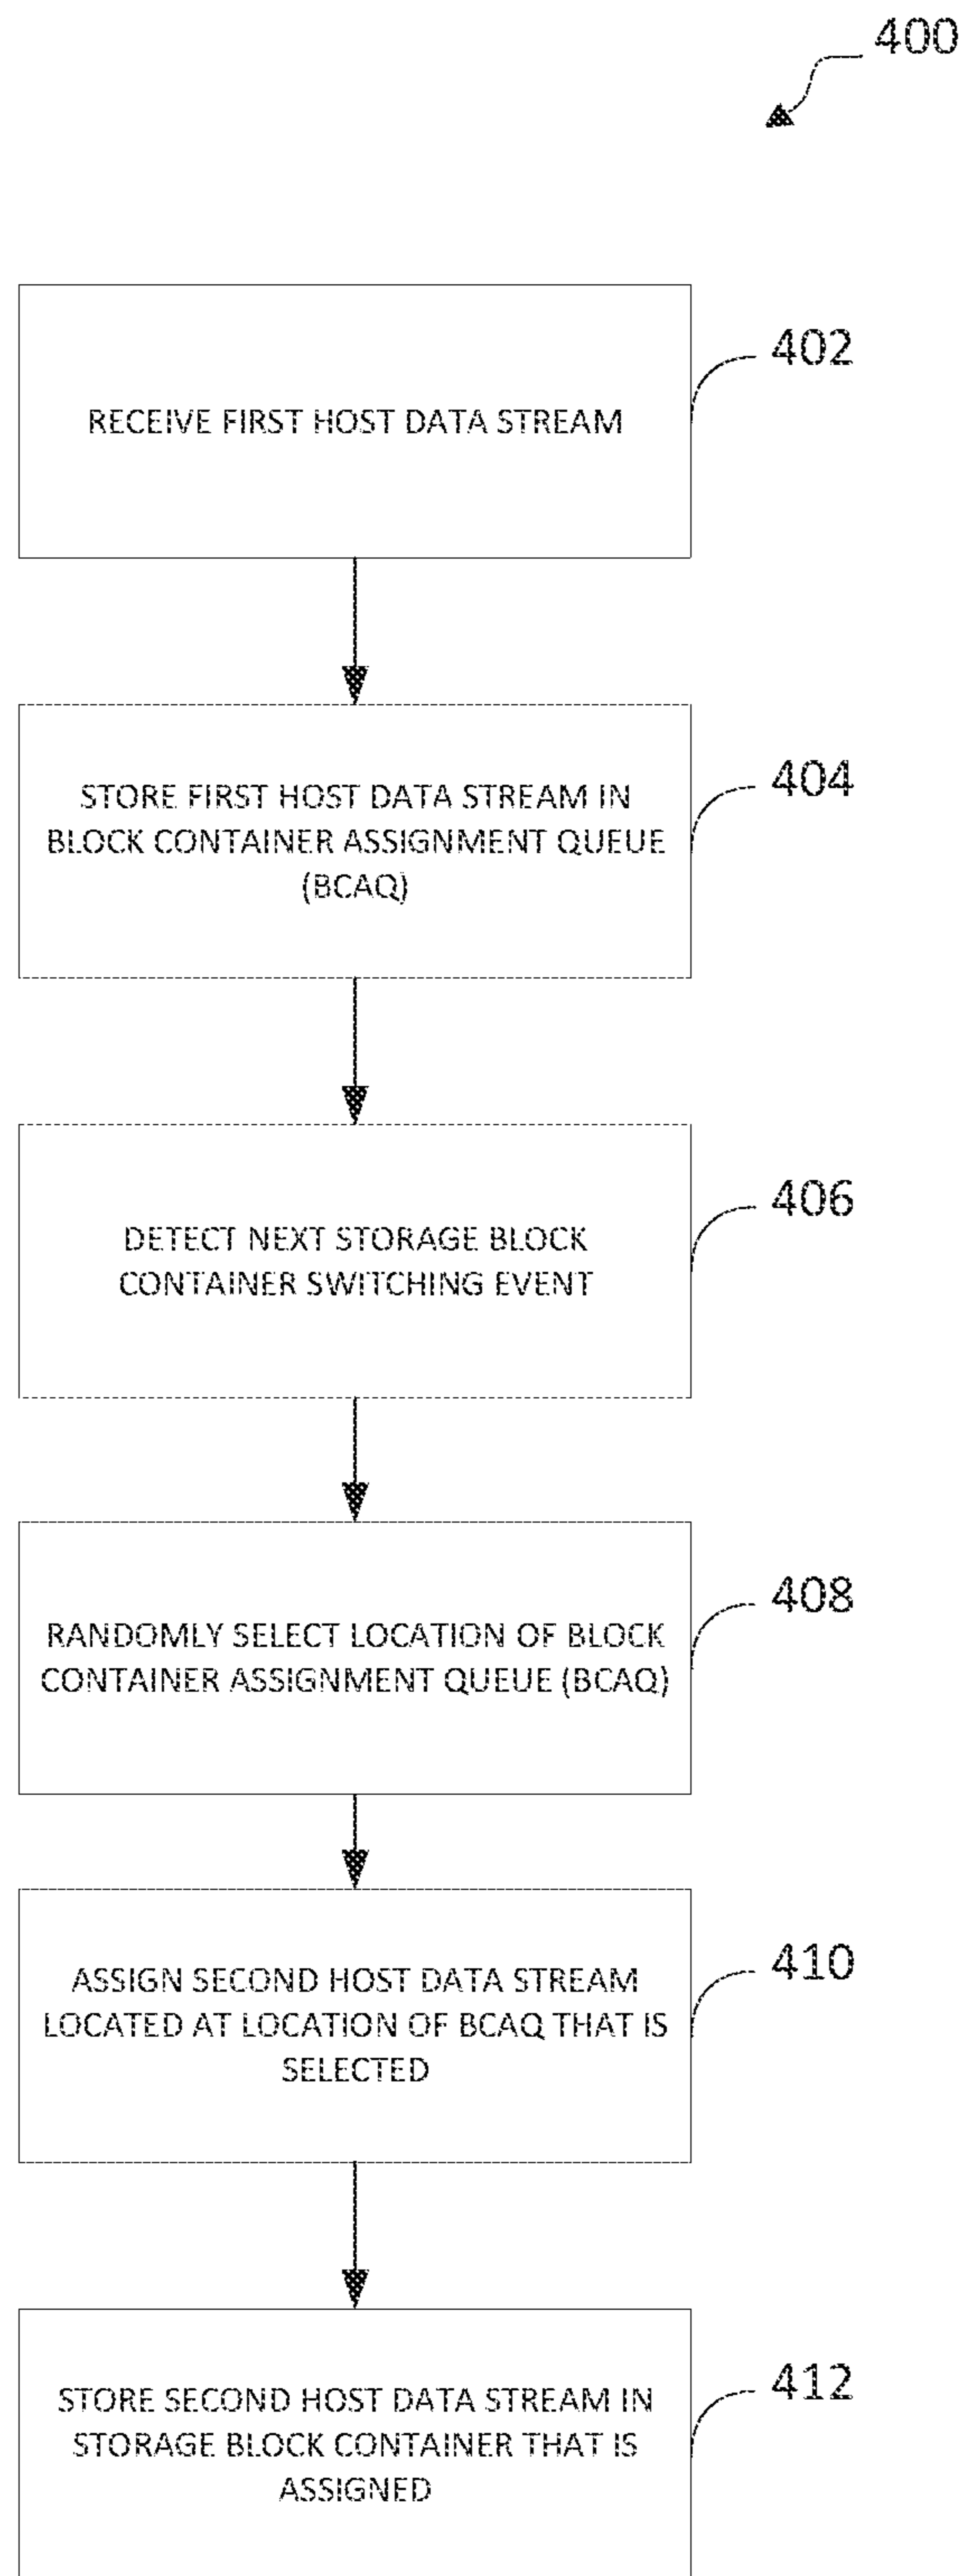 400
402
RECEIVE FIRST HOST DATA STREAM
404
STORE FIRST HOST DATA STREAM IN
BLOCK CONTAINER ASSIGNMENT QUEUE
(BCAQ)
406
DETECT NEXT STORAGE BLOCK
CONTAINER SWITCHING EVENT
408
RANDOMLY SELECT LOCATION OF BLOCK
CONTAINER ASSIGNMENT QUEUE (BCAQ)
410
ASSIGN SECOND HOST DATA STREAM
LOCATED AT LOCATION OF BCAQ THAT IS
SELECTED
412
STORE SECOND HOST DATA STREAM IN
STORAGE BLOCK CONTAINER THAT IS
ASSIGNED